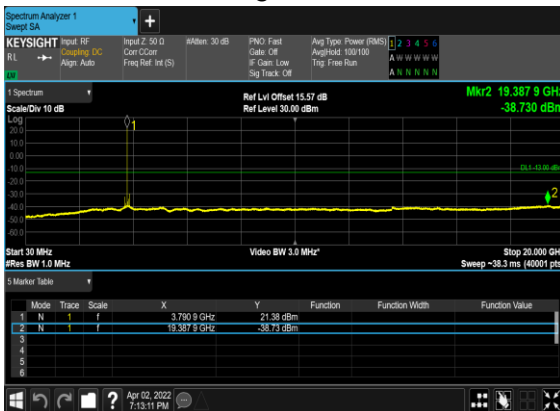 Spectrum Analyzer 1
Swept SA
+
KEYSIGHT Input: RF Input Z: 50 Ω #Atten: 30 dB PNO: Fast Avg Type: Power (RMS) 1 2 3 4 5 6
RL Coupling: DC Corr CCorr Gate: Off Avg|Hold: 100/100 A W W W W W
Align: Auto Freq Ref: Int (S) IF Gain: Low Trig: Free Run
Sig Track: Off A N N N N N
1 Spectrum Ref Lvl Offset 15.57 dB Mkr2 19.387 9 GHz
Scale/Div 10 dB Ref Level 30.00 dBm -38.730 dBm
Log
20.0
10.0
0.00
-10.0
DL1 -13.00 dBm
-20.0
-30.0
-40.0
-50.0
-60.0
1
2
Start 30 MHz Video BW 3.0 MHz* Stop 20.000 GHz
#Res BW 1.0 MHz Sweep ~38.3 ms (40001 pts)
5 Marker Table
Mode Trace Scale X Y Function Function Width Function Value
1 N 1 f 3.790 9 GHz 21.38 dBm
2 N 1 f 19.387 9 GHz -38.73 dBm
3
4
5
6
? Apr 02, 2022
7:13:11 PM